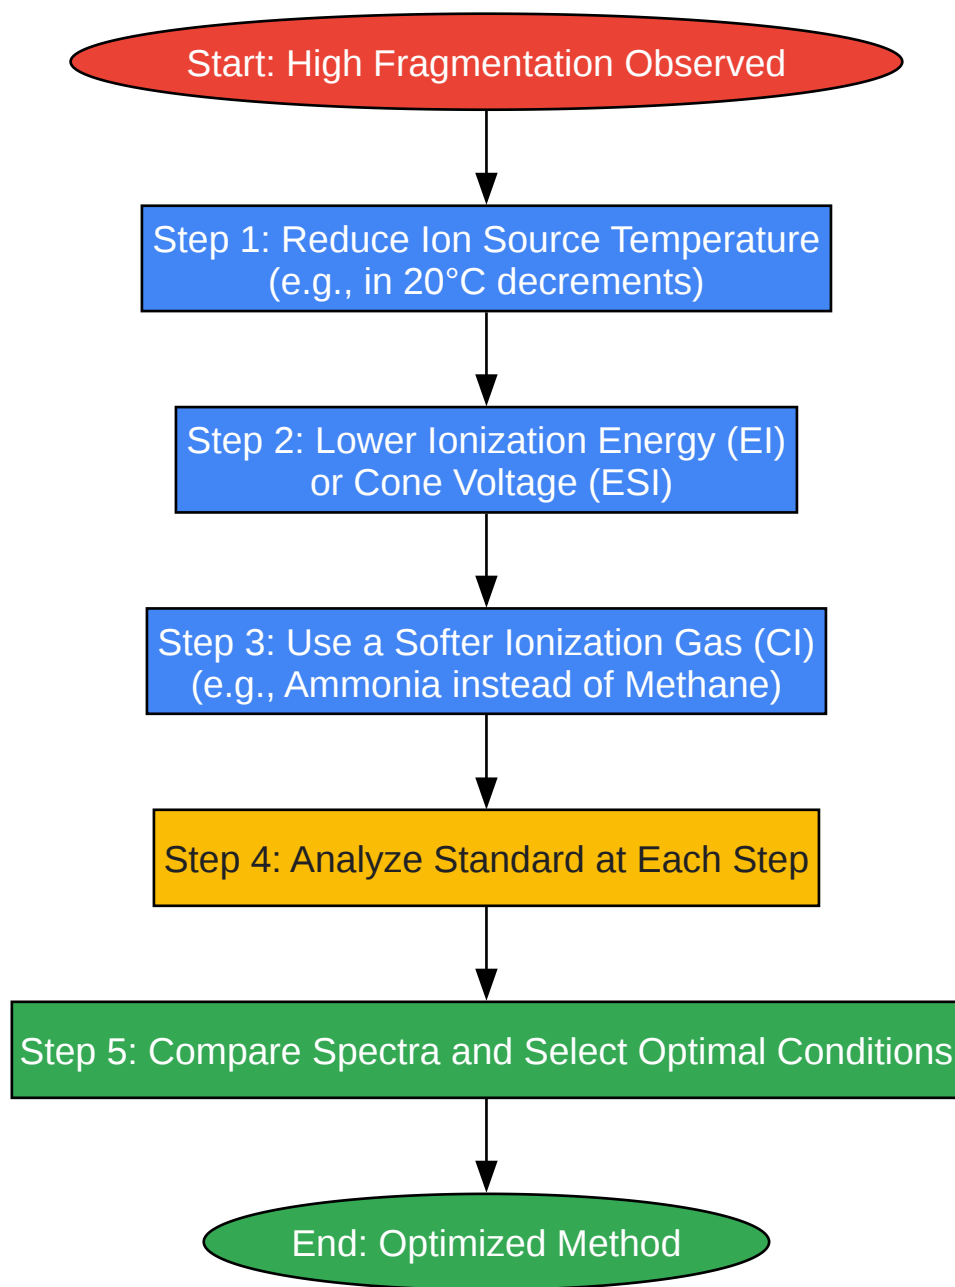 Start: High Fragmentation Observed
Step 1: Reduce Ion Source Temperature
(e.g., in 20°C decrements)
Step 2: Lower Ionization Energy (EI)
or Cone Voltage (ESI)
Step 3: Use a Softer Ionization Gas (CI)
(e.g., Ammonia instead of Methane)
Step 4: Analyze Standard at Each Step
Step 5: Compare Spectra and Select Optimal Conditions
End: Optimized Method